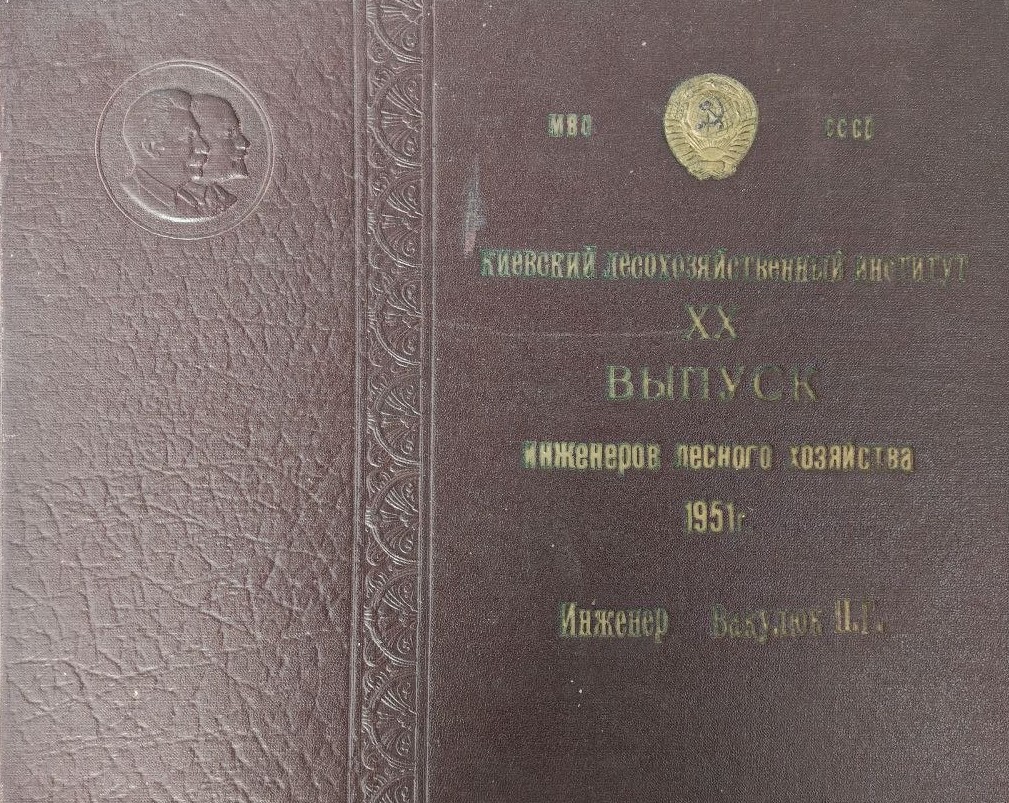 МВО СССР
Киевский лесохозяйственный институт
XX
ВЫПУСК
инженеров лесного хозяйства
1951г
Инженер Вакулюк П.Г.